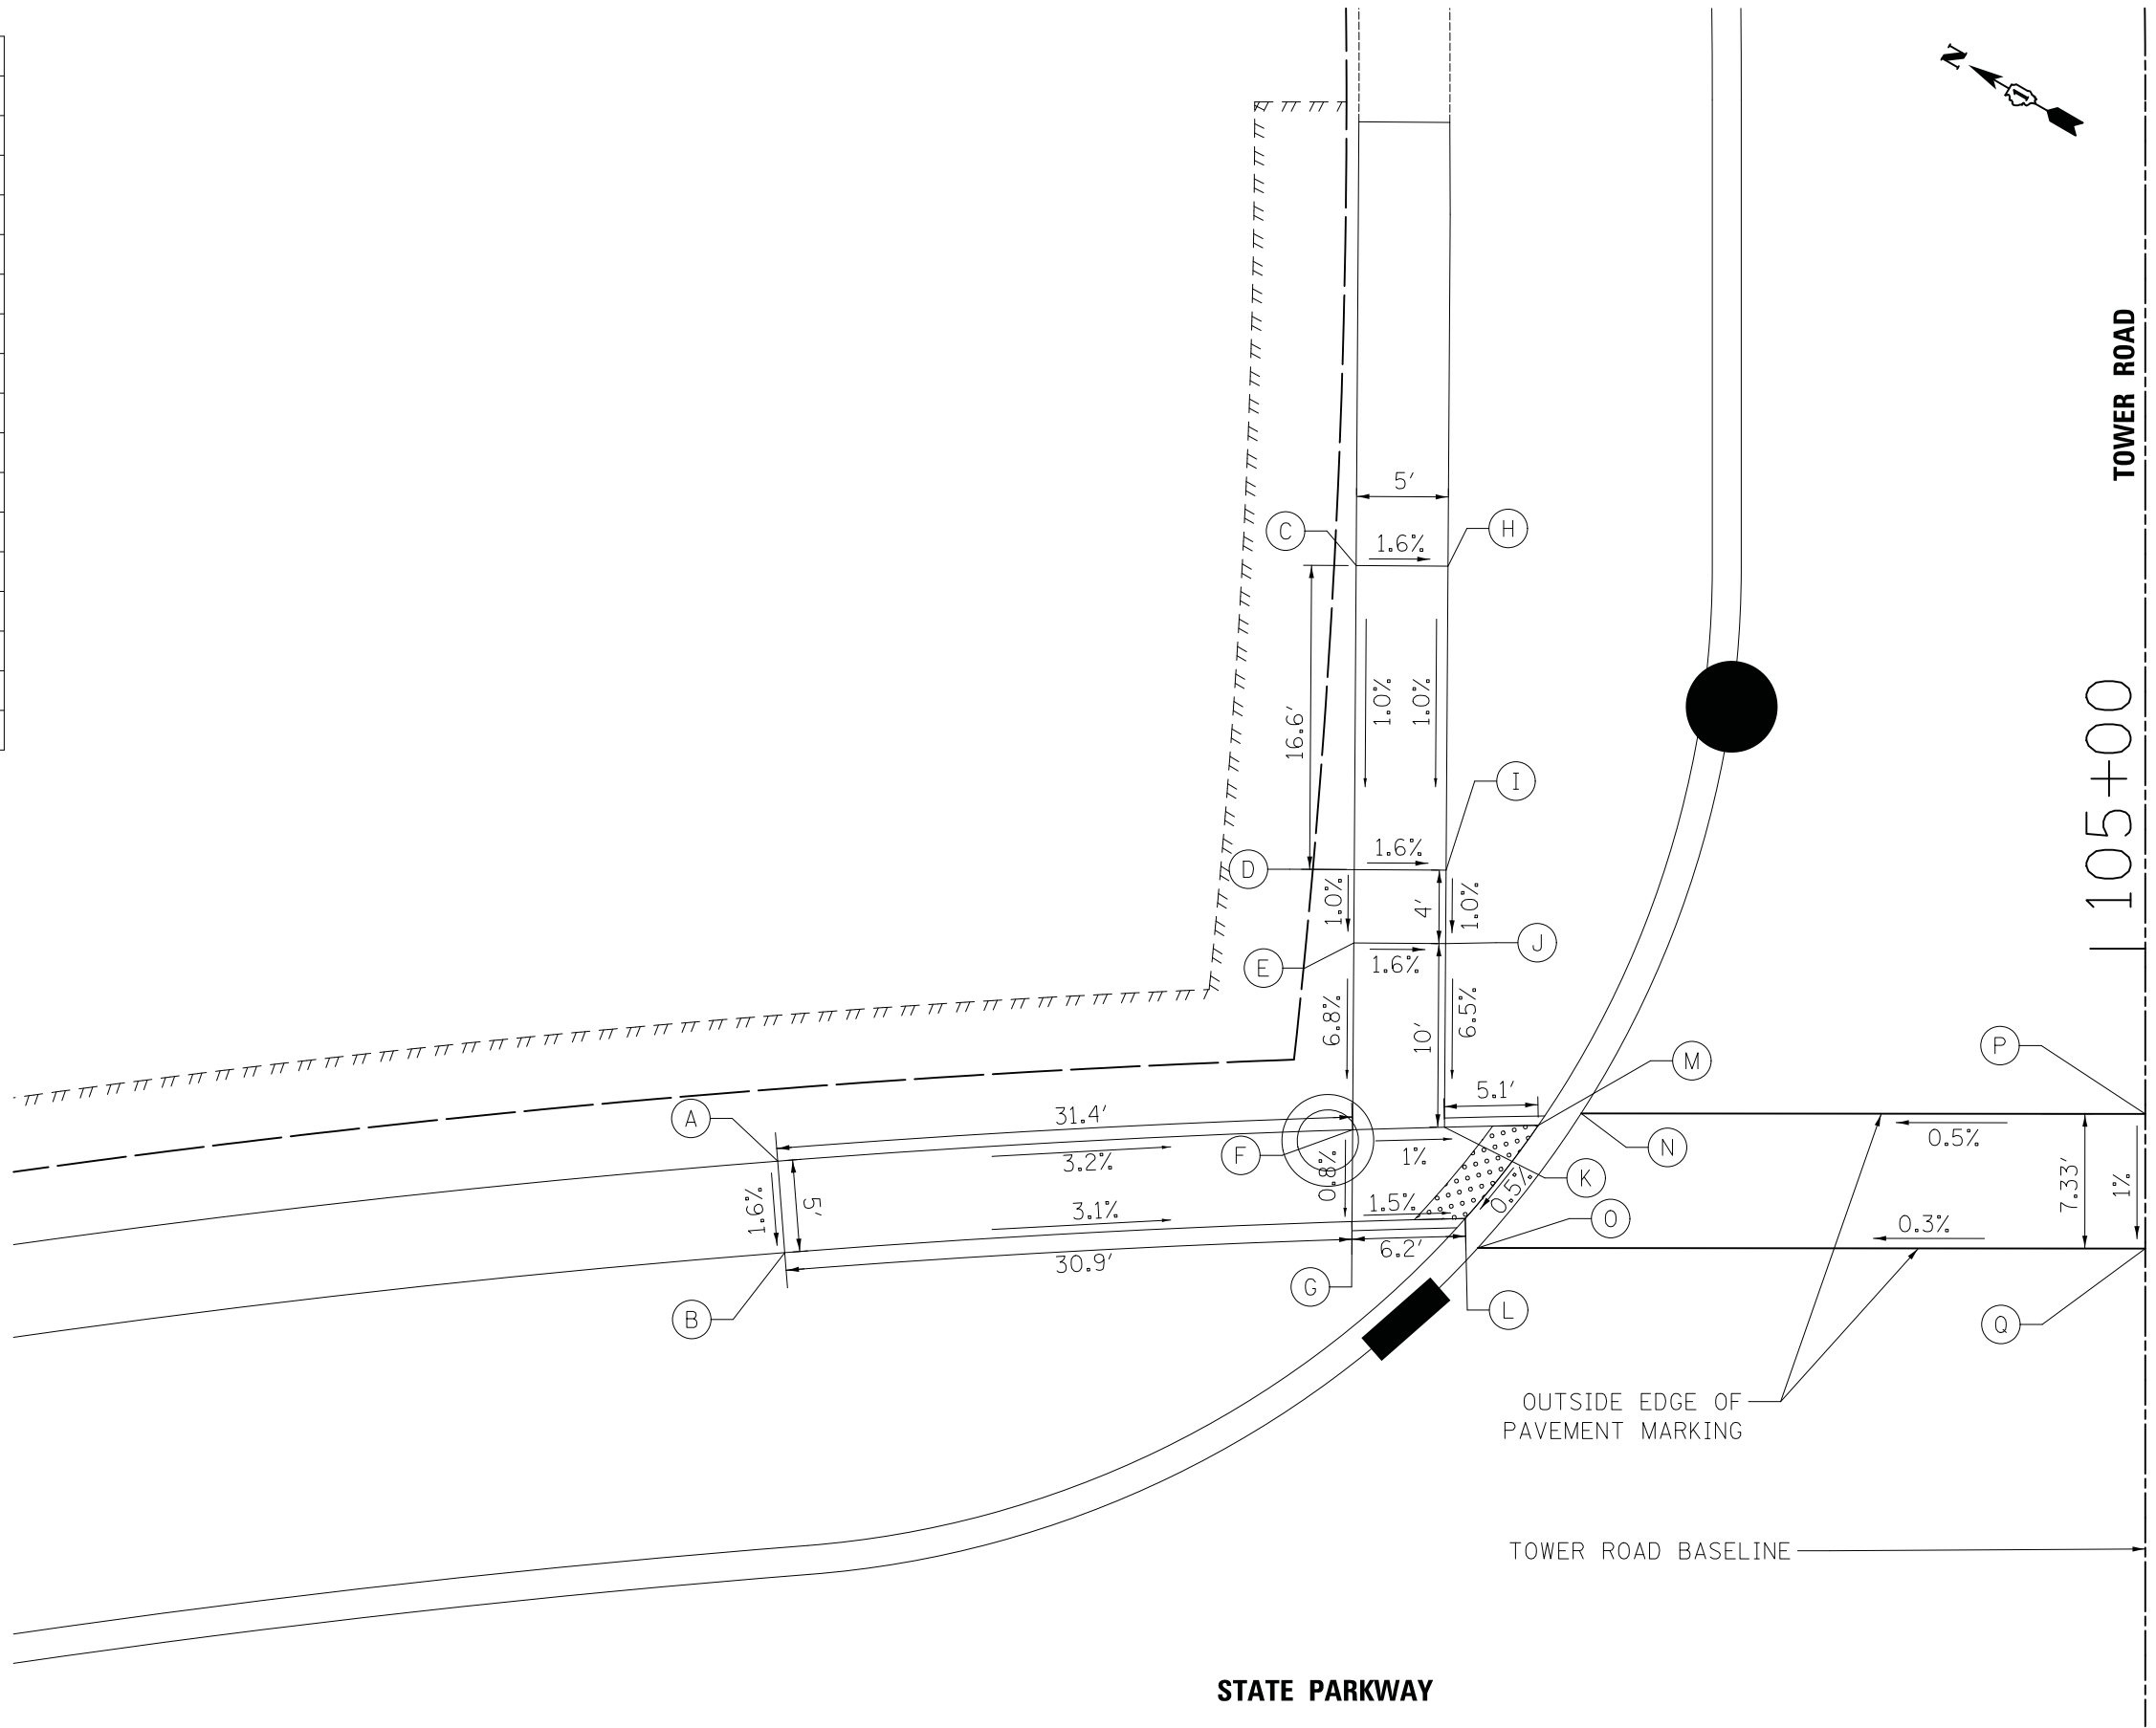 N
TOWER ROAD
5'
C
H
1.6%
1.0%
1.0%
16.6'
105+00
I
1.6%
D
1.0%
4'
1.0%
J
E
1.6%
6.8%
10'
6.5%
P
M
5.1'
A
31.4'
0.5%
N
F
3.2%
1%
0.8%
K
0.5%
7.33'
1%
1.6%
5'
3.1%
1.5%
O
0.3%
6.2'
30.9'
G
L
B
Q
OUTSIDE EDGE OF
PAVEMENT MARKING
TOWER ROAD BASELINE
STATE PARKWAY